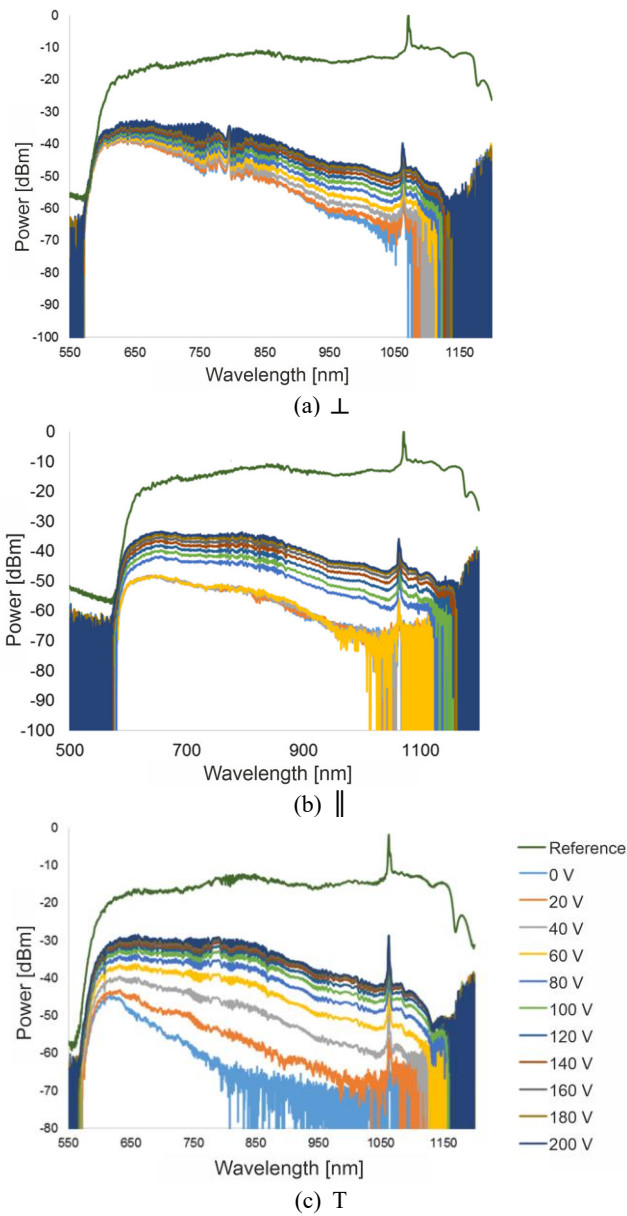 0
-10
-20
-30
-40
-50
-60
-70
-80
-90
-100
Power [dBm]
550 650 750 850 950 1050 1150
Wavelength [nm]
(a) ⊥
0
-10
-20
-30
-40
-50
-60
-70
-80
-90
-100
Power [dBm]
500 700 900 1100
Wavelength [nm]
(b) ∥
0
-10
-20
-30
-40
-50
-60
-70
-80
Power [dBm]
550 650 750 850 950 1050 1150
Wavelength [nm]
(c) T
Reference
0 V
20 V
40 V
60 V
80 V
100 V
120 V
140 V
160 V
180 V
200 V